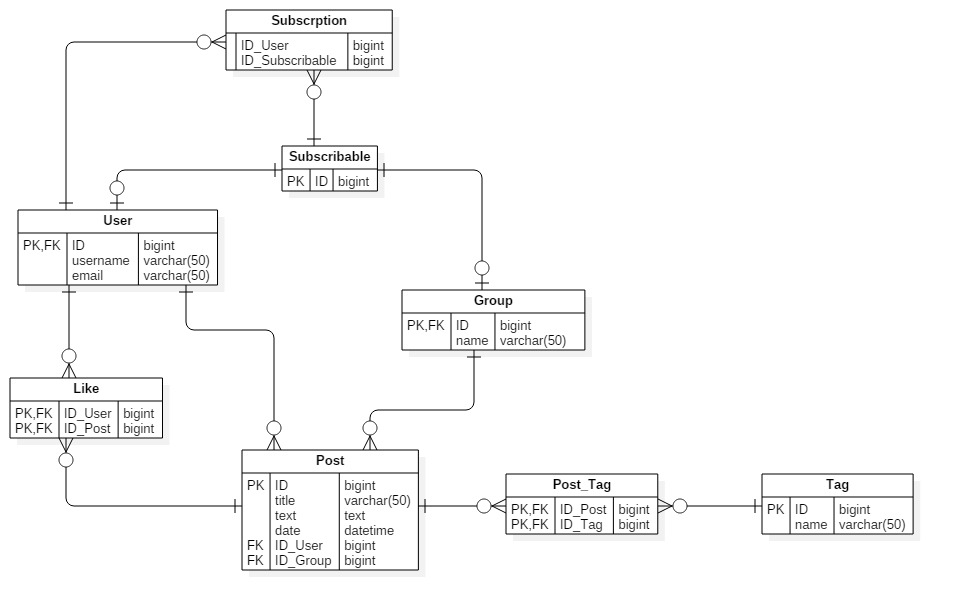 Subscrption
ID_User bigint
ID_Subscribable bigint
Subscribable
PK ID bigint
User
PK,FK ID bigint
username varchar(50)
email varchar(50)
Group
PK,FK ID bigint
name varchar(50)
Like
PK,FK ID_User bigint
PK,FK ID_Post bigint
Post
PK ID bigint
title varchar(50)
text text
date datetime
FK ID_User bigint
FK ID_Group bigint
Post_Tag
PK,FK ID_Post bigint
PK,FK ID_Tag bigint
Tag
PK ID bigint
name varchar(50)